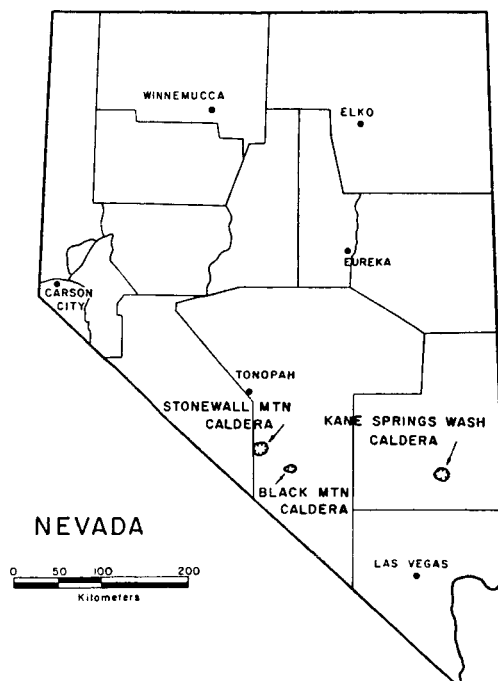 WINNEMUCCA
ELKO
EUREKA
CARSON
CITY
TONOPAH
STONEWALL MTN
CALDERA
KANE SPRINGS WASH
CALDERA
BLACK MTN
CALDERA
NEVADA
LAS VEGAS
0 50 100 200
Kilometers